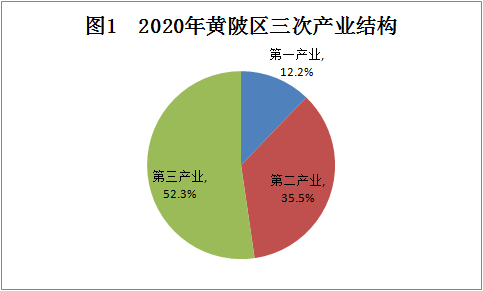 图1  2020年黄陂区三次产业结构
第一产业,
12.2%
第二产业,
35.5%
第三产业,
52.3%